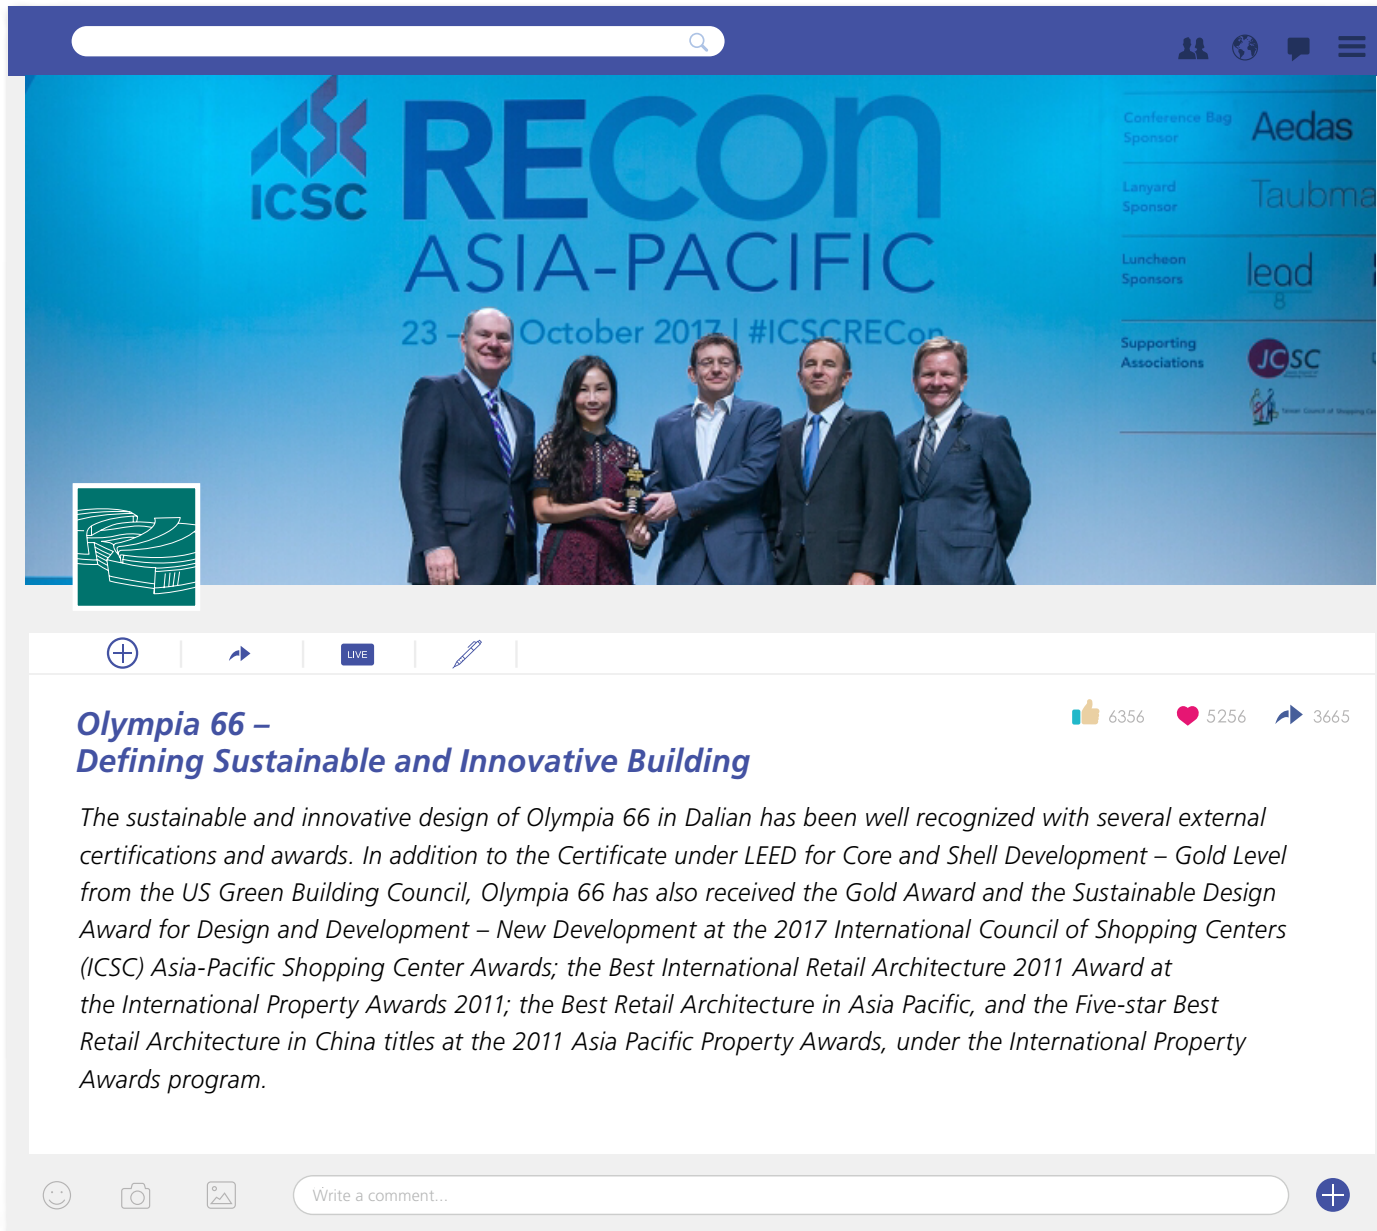 ICSC
RECON
ASIA-PACIFIC
23 – October 2017 | #ICSCRECon
Conference Bag
Sponsor
Aedas
Lanyard
Sponsor
Taubma
Luncheon
Sponsors
lead
8
Supporting
Associations
JCSC
LIVE
Olympia 66 –
Defining Sustainable and Innovative Building
6356
5256
3665
The sustainable and innovative design of Olympia 66 in Dalian has been well recognized with several external
certifications and awards. In addition to the Certificate under LEED for Core and Shell Development – Gold Level
from the US Green Building Council, Olympia 66 has also received the Gold Award and the Sustainable Design
Award for Design and Development – New Development at the 2017 International Council of Shopping Centers
(ICSC) Asia-Pacific Shopping Center Awards; the Best International Retail Architecture 2011 Award at
the International Property Awards 2011; the Best Retail Architecture in Asia Pacific, and the Five-star Best
Retail Architecture in China titles at the 2011 Asia Pacific Property Awards, under the International Property
Awards program.
Write a comment...